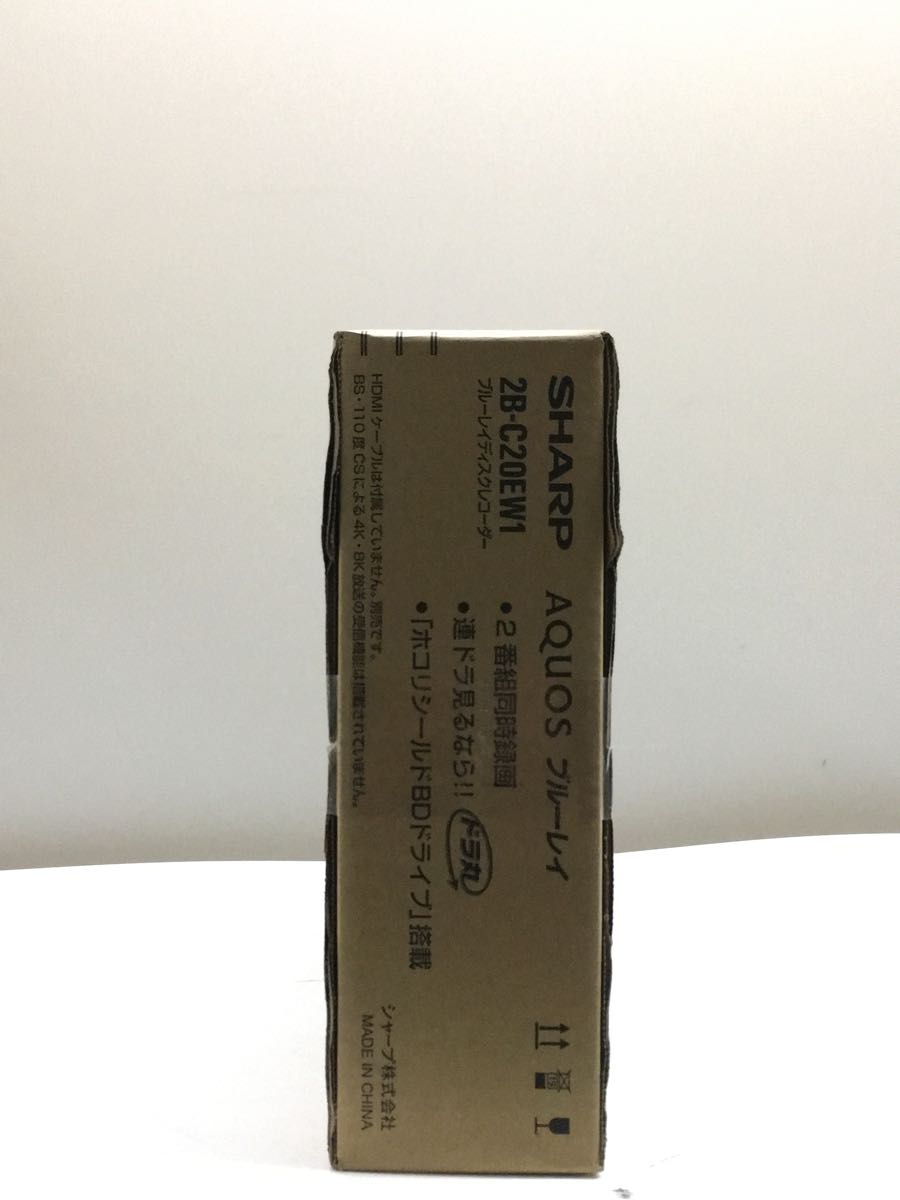 SHARP AQUOS ブルーレイ
2B-C20EW1
ブルーレイディスクレコーダー
●2番組同時録画
●連ドラ見るなら!! ドラ丸
●「ホコリシールドBDドライブ」搭載
HDMIケーブルは付属していません。別売です。
BS・110度CSによる4K・8K放送の受信機能は搭載されていません。
シャープ株式会社
MADE IN CHINA